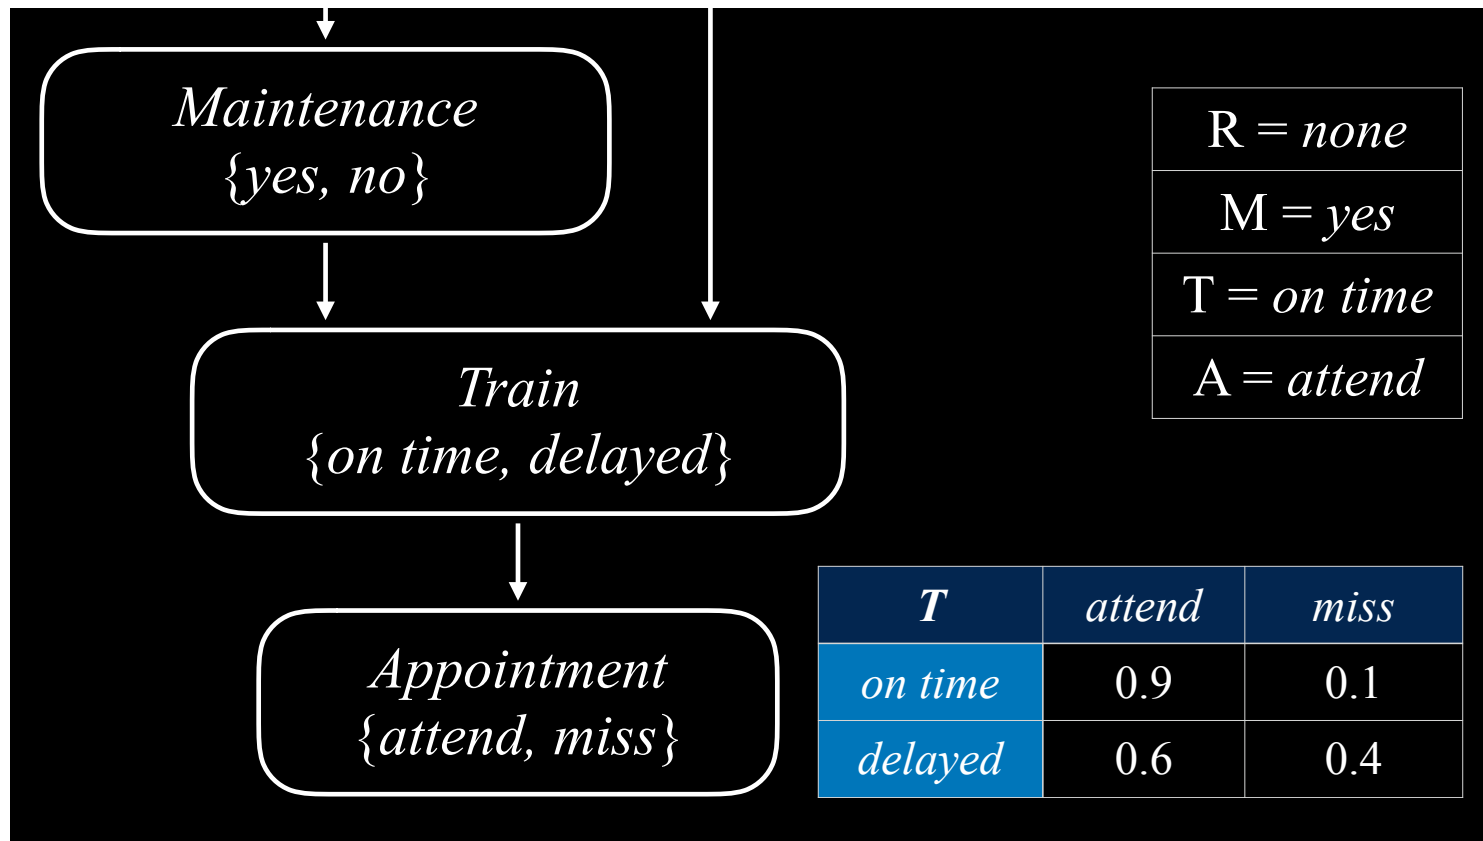 Maintenance
{yes, no}
R = none
M = yes
T = on time
A = attend
Train
{on time, delayed}
Appointment
{attend, miss}
T attend miss
on time 0.9 0.1
delayed 0.6 0.4